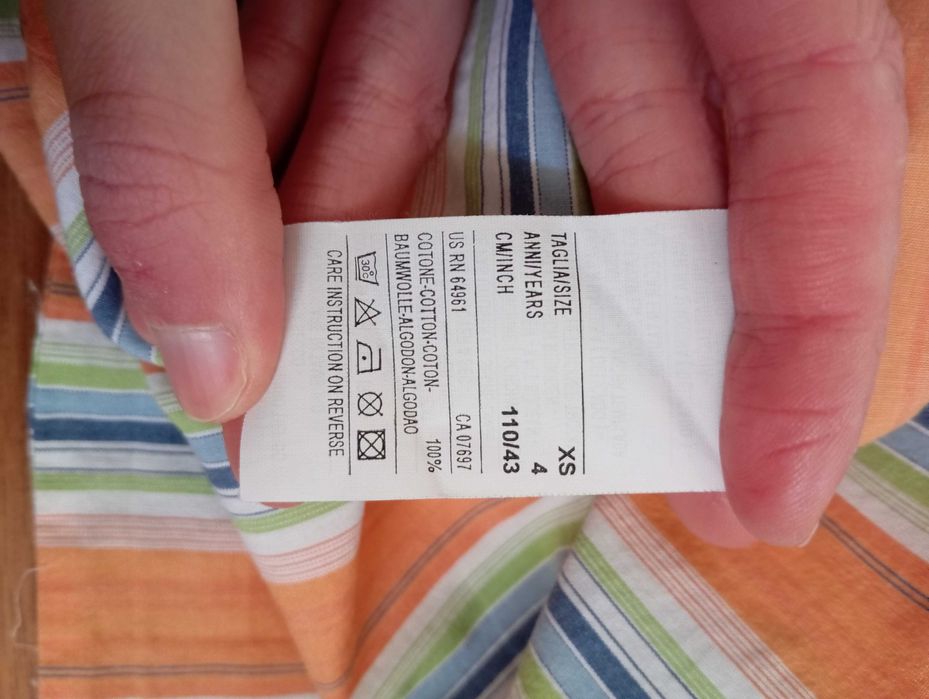 TAGLIA/SIZE XS
ANNI/YEARS 4
CM/INCH 110/43
US RN 64961 CA 07697
COTONE-COTTON-COTON- 100%
BAUMWOLLE-ALGODON-ALGODAO
30°C
CARE INSTRUCTION ON REVERSE